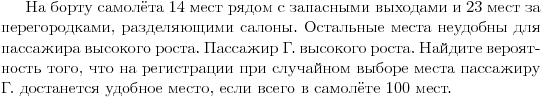 На борту самолёта 14 мест рядом с запасными выходами и 23 мест за
перегородками, разделяющими салоны. Остальные места неудобны для
пассажира высокого роста. Пассажир Г. высокого роста. Найдите вероят-
ность того, что на регистрации при случайном выборе места пассажиру
Г. достанется удобное место, если всего в самолёте 100 мест.